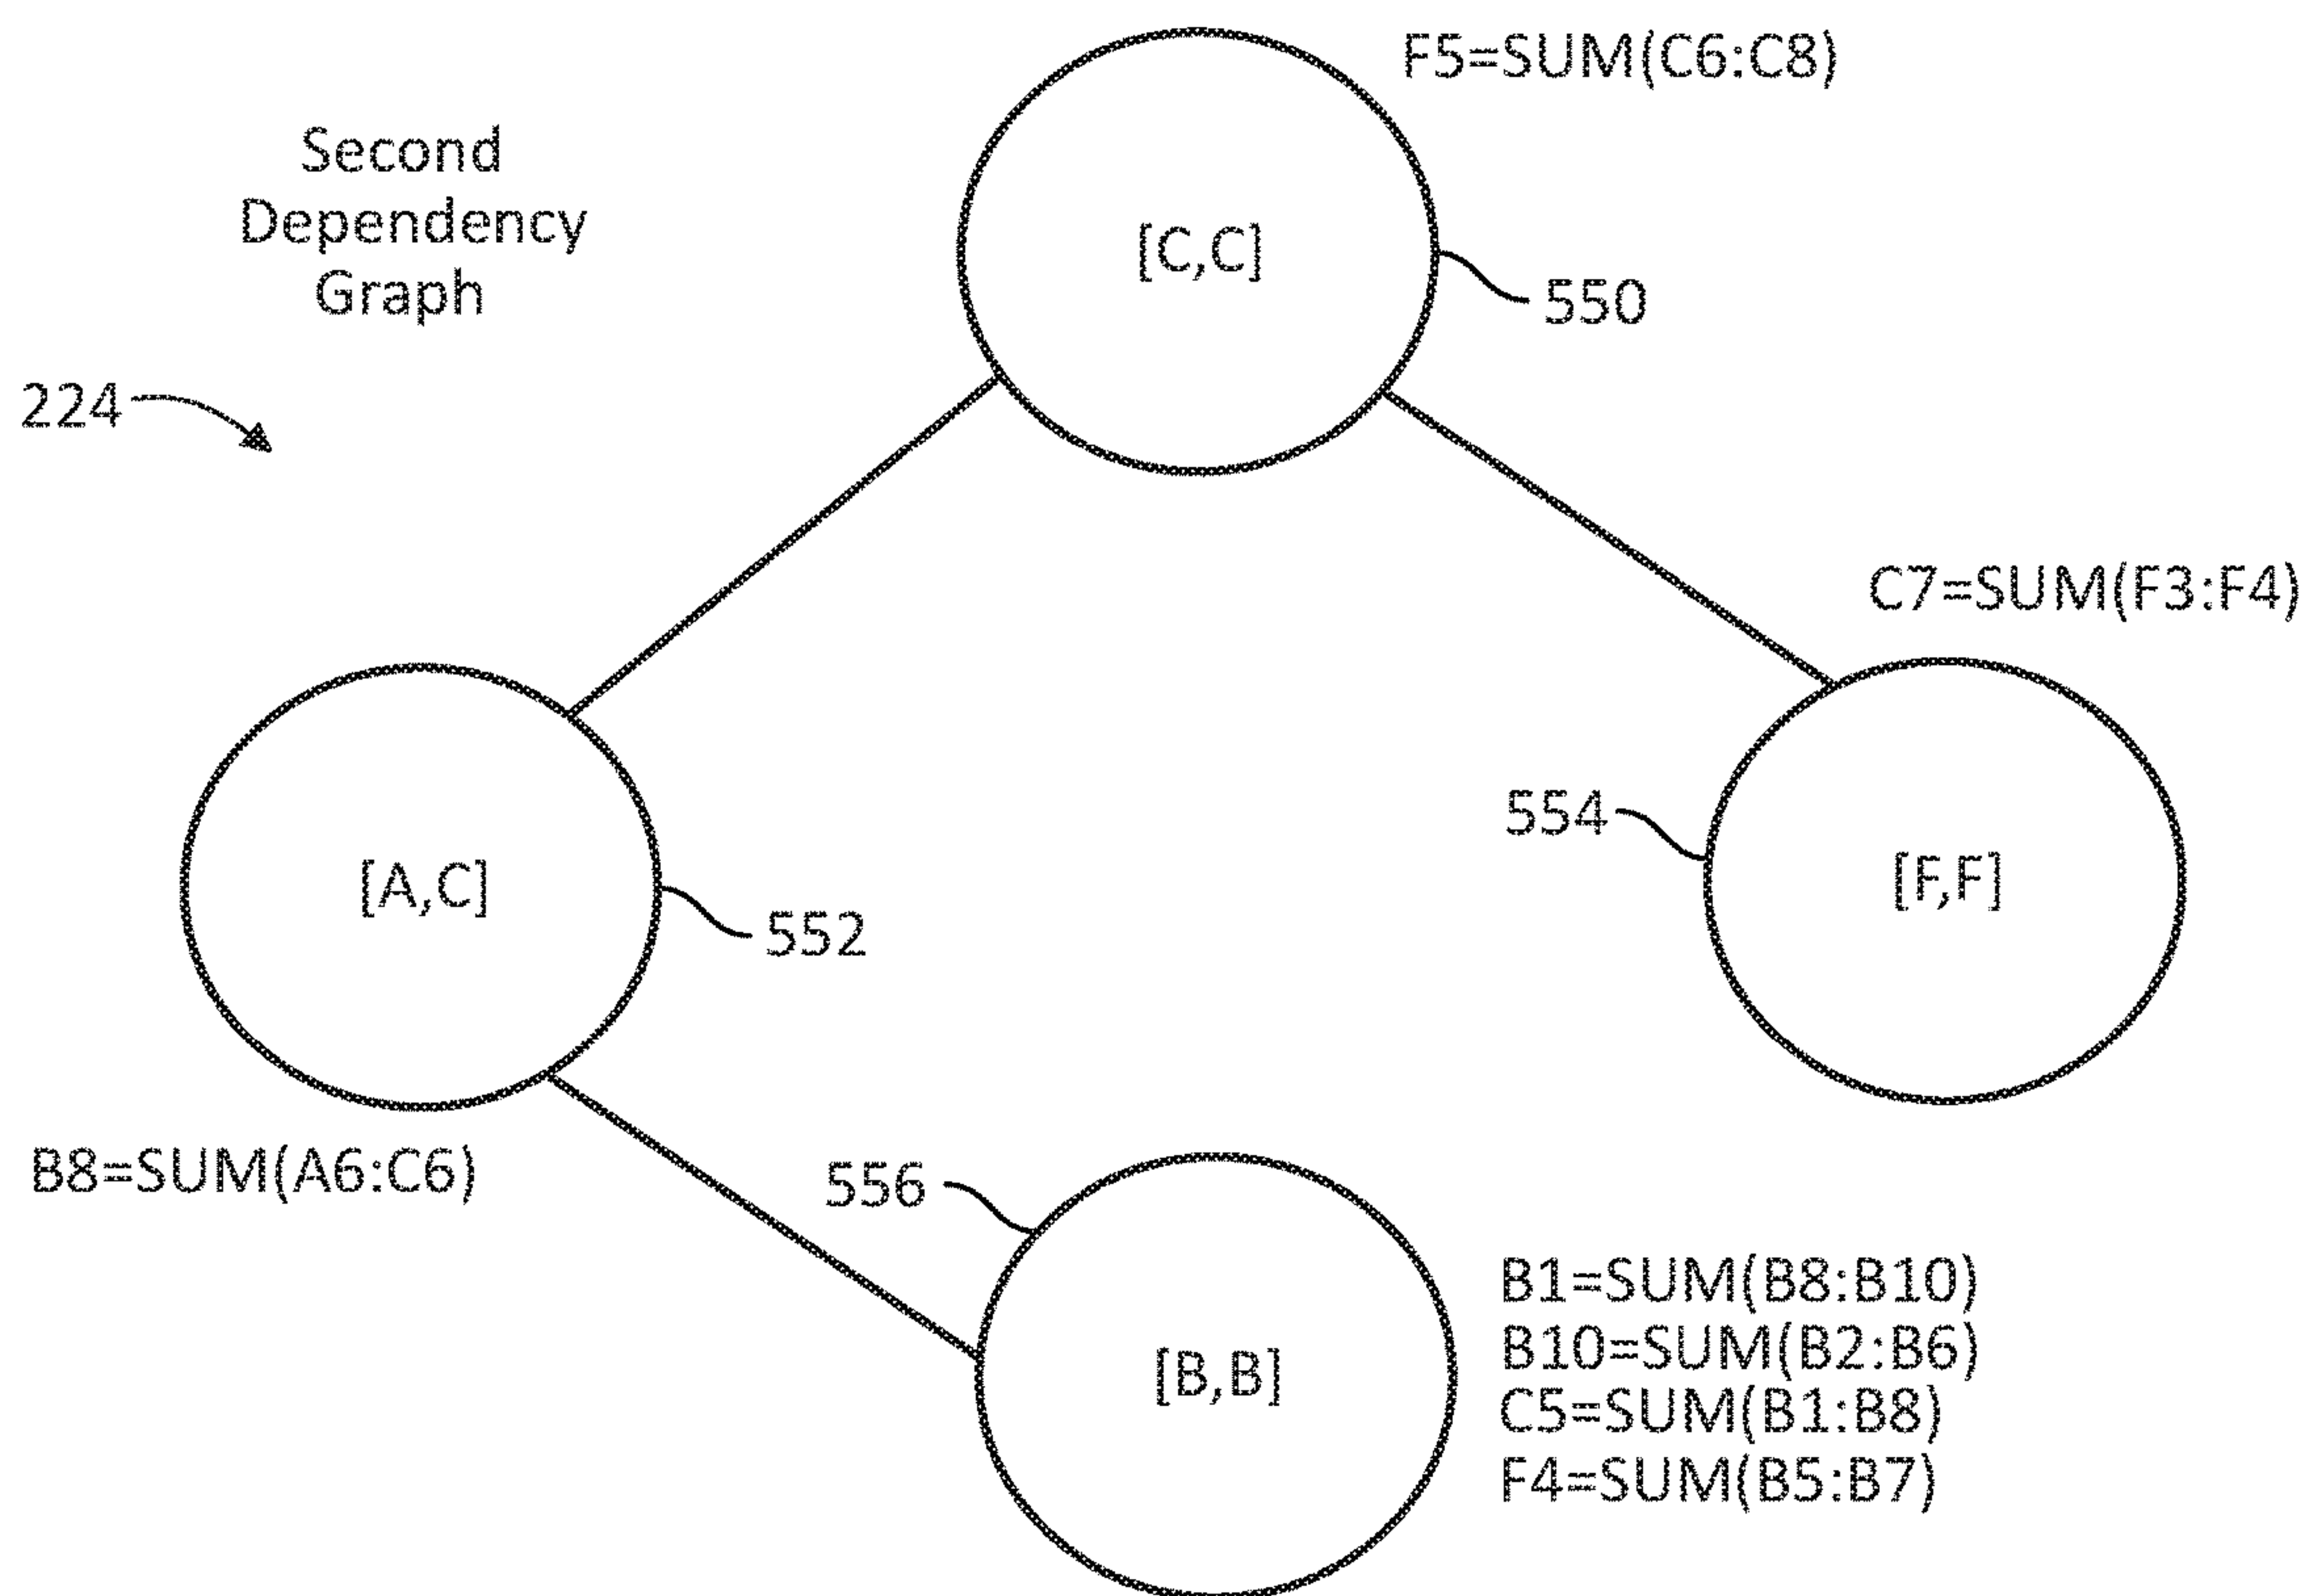 F5=SUM(C6:C8)
Second
Dependency
Graph
[C,C]
550
224
C7=SUM(F3:F4)
554
[A,C]
[F,F]
552
B8=SUM(A6:C6)
556
B1=SUM(B8:B10)
[B,B]
B10=SUM(B2:B6)
C5=SUM(B1:B8)
F4=SUM(B5:B7)